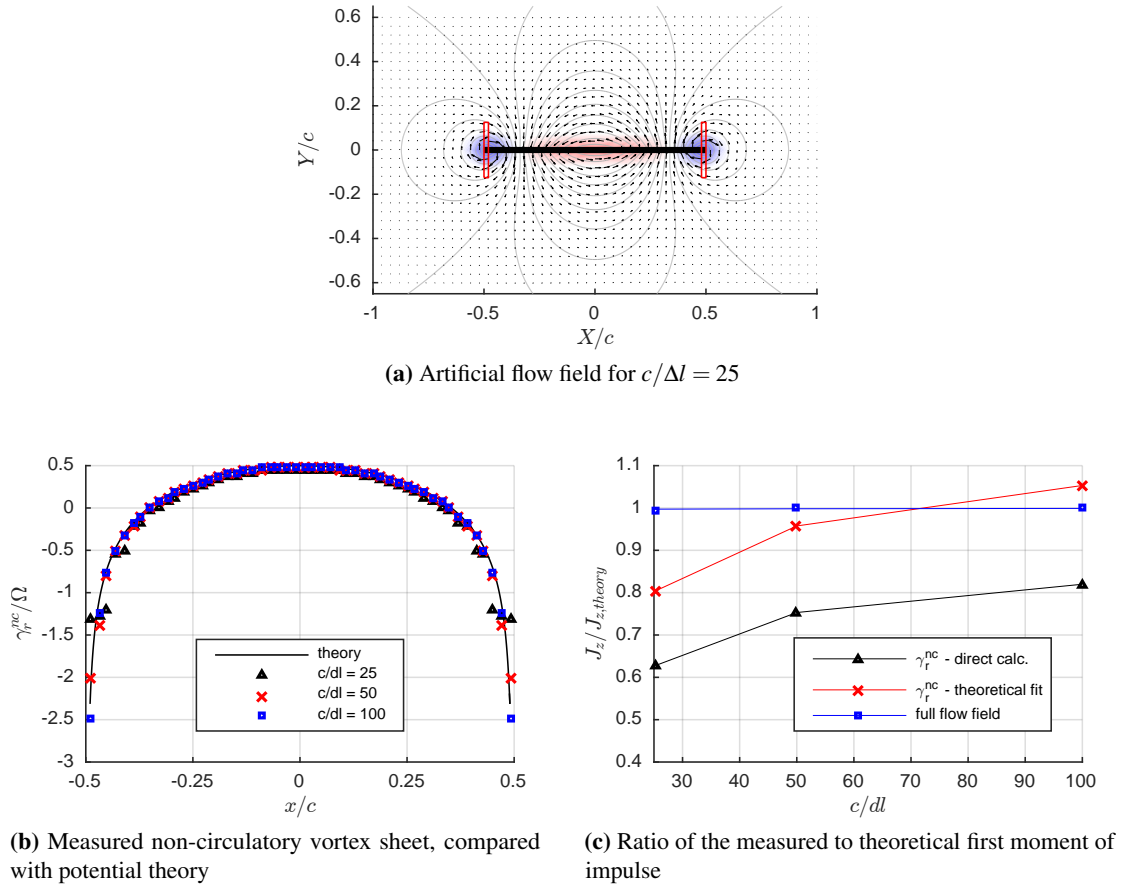 0.6
0.4
0.2
0
-0.2
-0.4
-0.6
Y/c
-1
-0.5
0
0.5
1
X/c
(a) Artificial flow field for c/Δl = 25
0.5
0
-0.5
-1
-1.5
-2
-2.5
-3
γ_r^{nc}/Ω
theory
c/dl = 25
c/dl = 50
c/dl = 100
-0.5
-0.25
0
0.25
0.5
x/c
(b) Measured non-circulatory vortex sheet, compared
with potential theory
1.1
1
0.9
0.8
0.7
0.6
0.5
0.4
J_z/J_{z,theory}
γ_r^{nc} - direct calc.
γ_r^{nc} - theoretical fit
full flow field
30
40
50
60
70
80
90
100
c/dl
(c) Ratio of the measured to theoretical first moment of
impulse